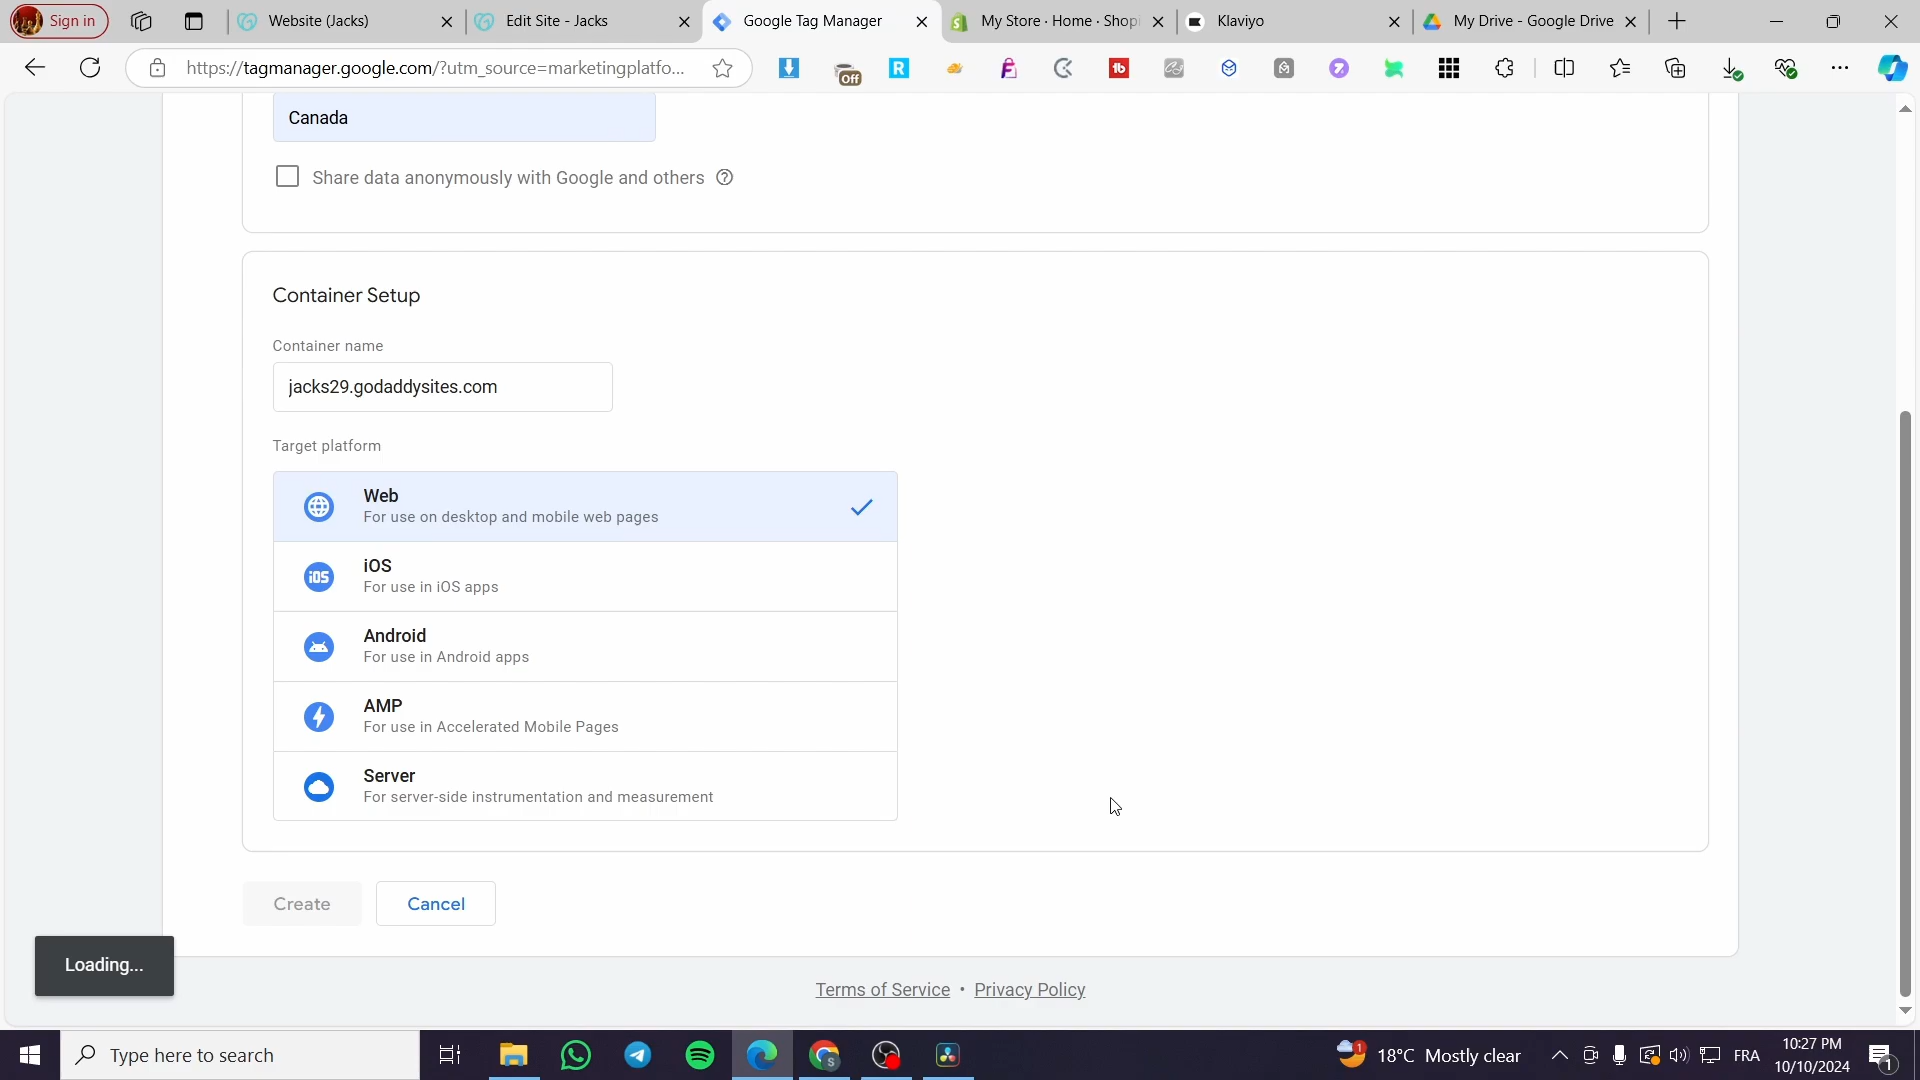 Sign in
Website (Jacks)
Edit Site - Jacks
Google Tag Manager
My Store · Home · Shopi
Klaviyo
My Drive - Google Drive
https://tagmanager.google.com/?utm_source=marketingplatfo...
Off
Canada
Share data anonymously with Google and others
Container Setup
Container name
jacks29.godaddysites.com
Target platform
Web
For use on desktop and mobile web pages
iOS
iOS
For use in iOS apps
Android
For use in Android apps
AMP
For use in Accelerated Mobile Pages
Server
For server-side instrumentation and measurement
Create
Cancel
Loading...
Terms of Service • Privacy Policy
Type here to search
18°C Mostly clear
FRA
10:27 PM
10/10/2024